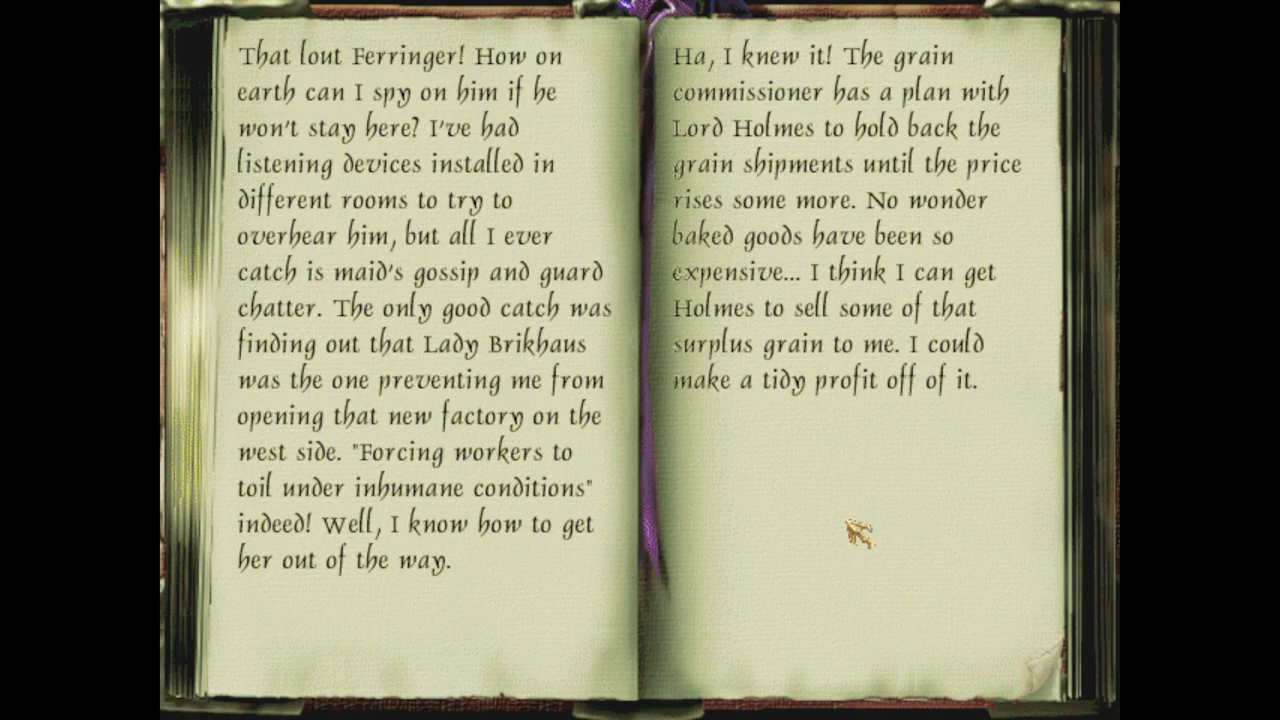 That lout Ferringer! How on
earth can I spy on him if he
won't stay here? I've had
listening devices installed in
different rooms to try to
overhear him, but all I ever
catch is maid's gossip and guard
chatter. The only good catch was
finding out that Lady Brikhaus
was the one preventing me from
opening that new factory on the
west side. "Forcing workers to
toil under inhumane conditions"
indeed! Well, I know how to get
her out of the way.
Ha, I knew it! The grain
commissioner has a plan with
Lord Holmes to hold back the
grain shipments until the price
rises some more. No wonder
baked goods have been so
expensive... I think I can get
Holmes to sell some of that
surplus grain to me. I could
make a tidy profit off of it.